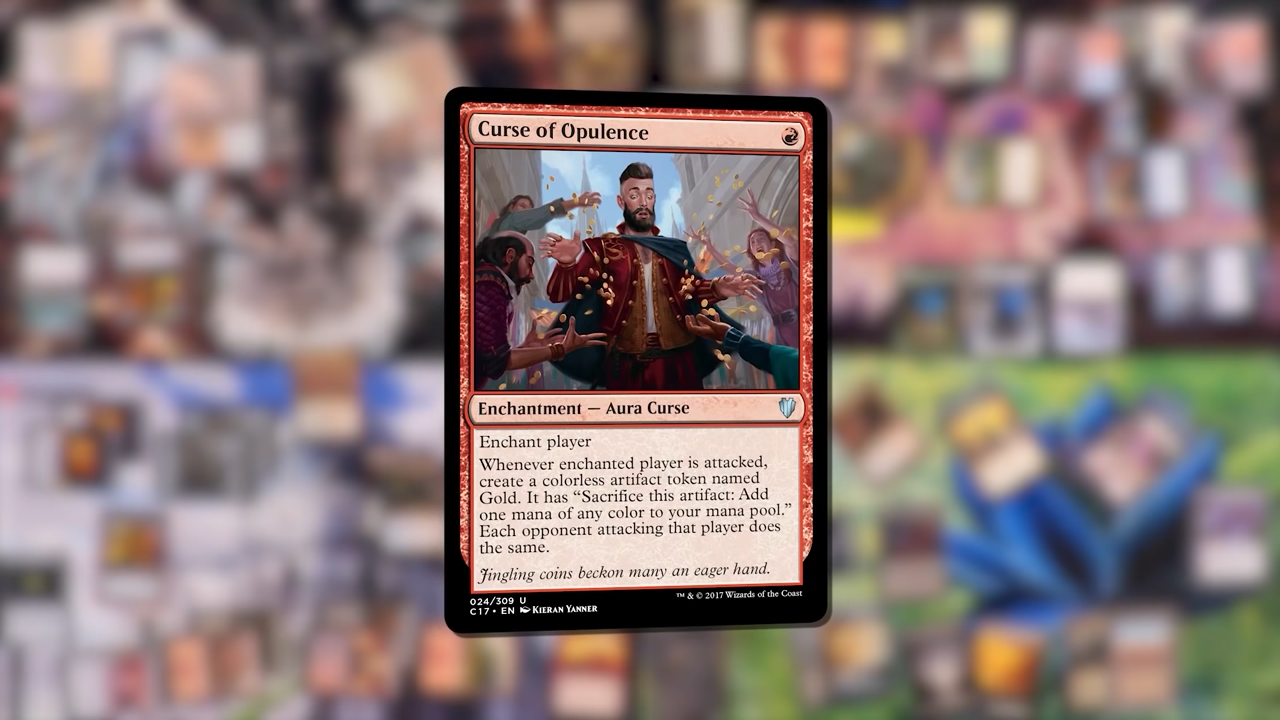 Curse of Opulence
Enchantment — Aura Curse
Enchant player
Whenever enchanted player is attacked,
create a colorless artifact token named
Gold. It has “Sacrifice this artifact: Add
one mana of any color to your mana pool.”
Each opponent attacking that player does
the same.
Jingling coins beckon many an eager hand.
024/309 U
C17 • EN KIERAN YANNER
™ & © 2017 Wizards of the Coast